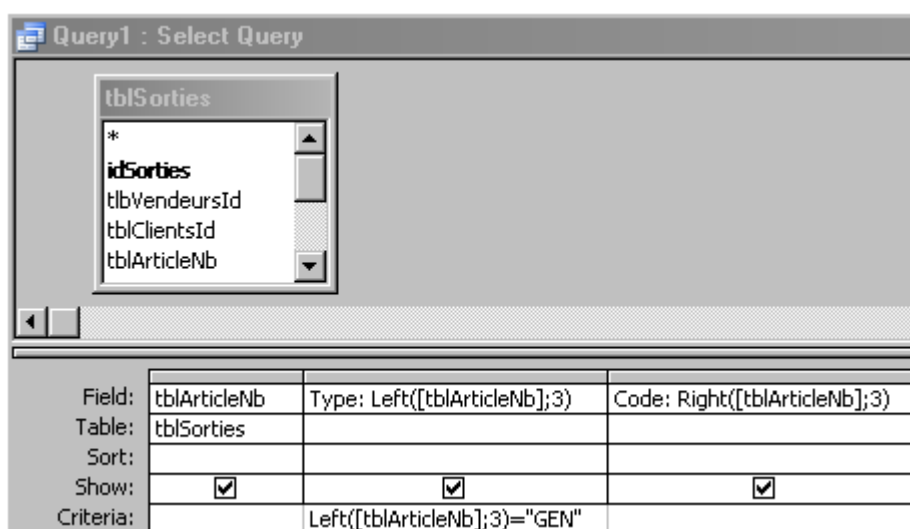 Query1 : Select Query
tblSorties
*
idSorties
tlbVendeursId
tblClientsId
tblArticleNb
Field: tblArticleNb Type: Left([tblArticleNb];3) Code: Right([tblArticleNb];3)
Table: tblSorties
Sort:
Show:
Criteria: Left([tblArticleNb];3)="GEN"